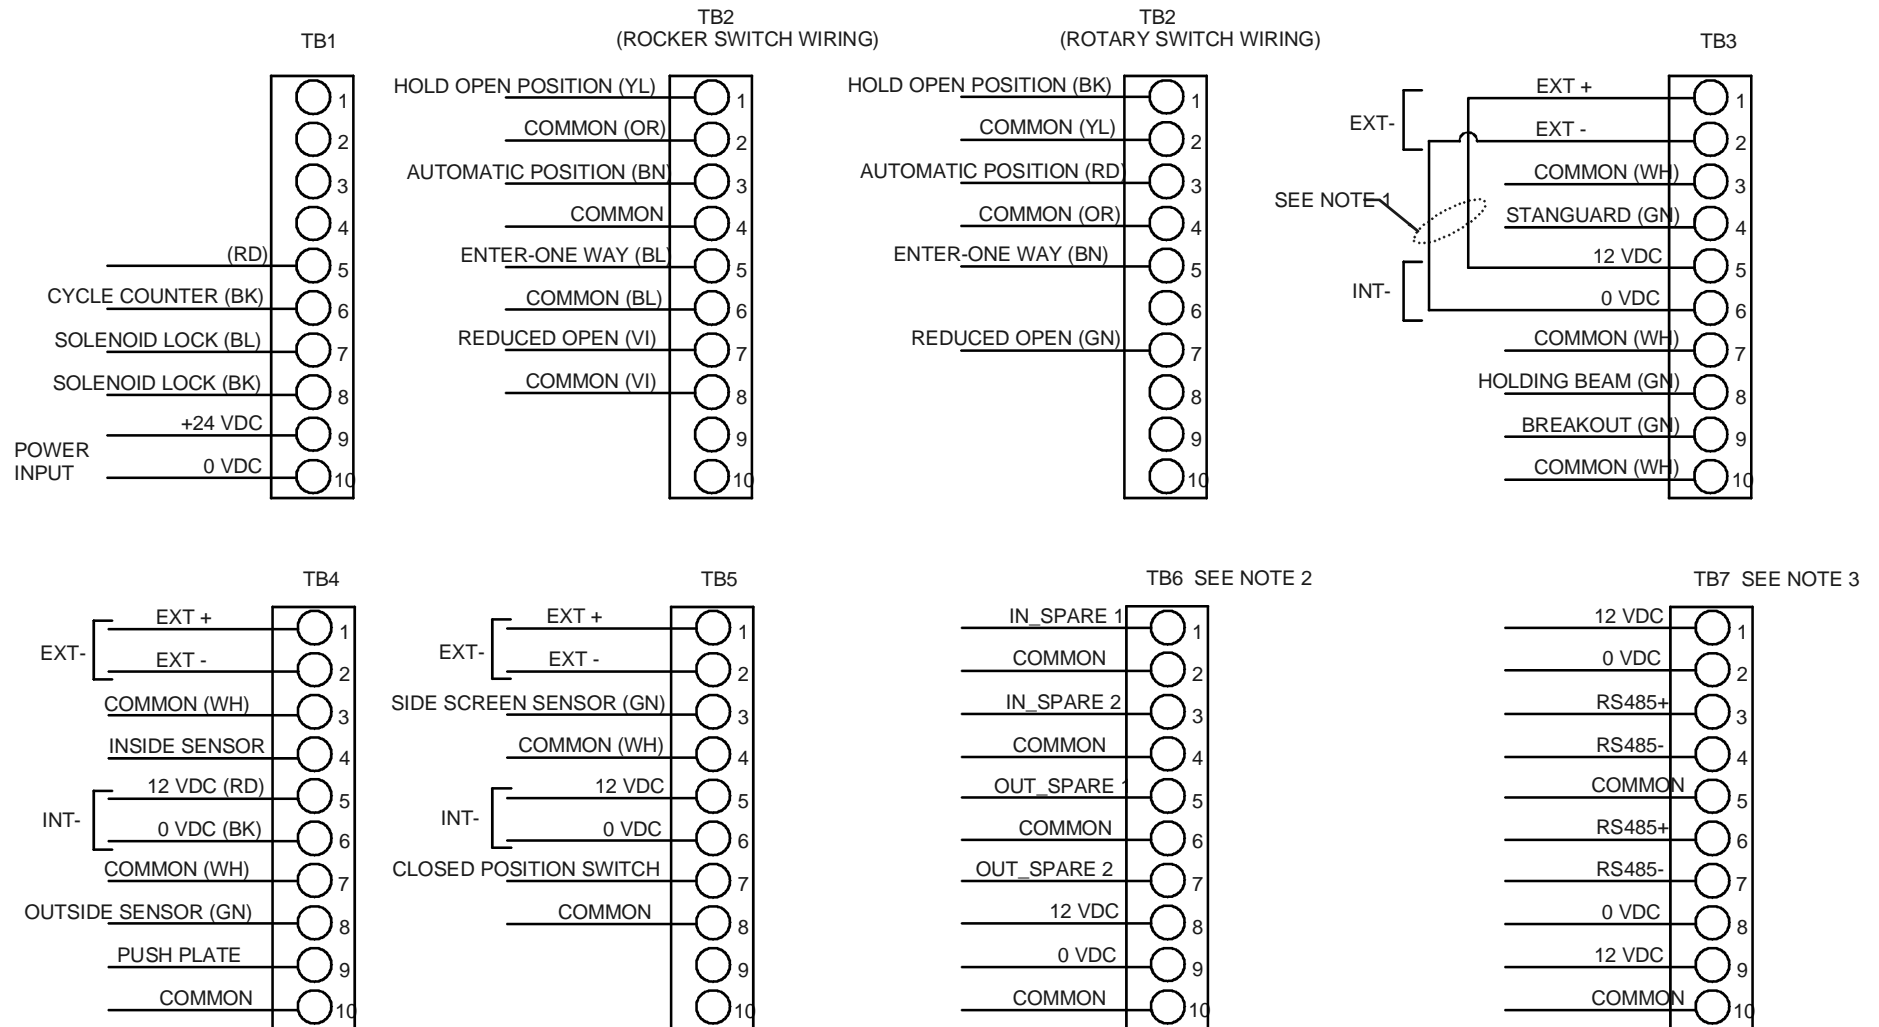 TB1
1
2
3
4
(RD) 5
CYCLE COUNTER (BK) 6
SOLENOID LOCK (BL) 7
SOLENOID LOCK (BK) 8
+24 VDC 9
POWER
INPUT
0 VDC 10
TB2
(ROCKER SWITCH WIRING)
HOLD OPEN POSITION (YL) 1
COMMON (OR) 2
AUTOMATIC POSITION (BN) 3
COMMON 4
ENTER-ONE WAY (BL) 5
COMMON (BL) 6
REDUCED OPEN (VI) 7
COMMON (VI) 8
9
10
TB2
(ROTARY SWITCH WIRING)
HOLD OPEN POSITION (BK) 1
COMMON (YL) 2
AUTOMATIC POSITION (RD) 3
COMMON (OR) 4
ENTER-ONE WAY (BN) 5
6
REDUCED OPEN (GN) 7
8
9
10
TB3
EXT-
EXT + 1
EXT - 2
COMMON (WH) 3
SEE NOTE 1
STANGUARD (GN) 4
INT-
12 VDC 5
0 VDC 6
COMMON (WH) 7
HOLDING BEAM (GN) 8
BREAKOUT (GN) 9
COMMON (WH) 10
TB4
EXT-
EXT + 1
EXT - 2
COMMON (WH) 3
INSIDE SENSOR 4
INT-
12 VDC (RD) 5
0 VDC (BK) 6
COMMON (WH) 7
OUTSIDE SENSOR (GN) 8
PUSH PLATE 9
COMMON 10
TB5
EXT-
EXT + 1
EXT - 2
SIDE SCREEN SENSOR (GN) 3
COMMON (WH) 4
INT-
12 VDC 5
0 VDC 6
CLOSED POSITION SWITCH 7
COMMON 8
9
10
TB6 SEE NOTE 2
IN_SPARE 1 1
COMMON 2
IN_SPARE 2 3
COMMON 4
OUT_SPARE 1 5
COMMON 6
OUT_SPARE 2 7
12 VDC 8
0 VDC 9
COMMON 10
TB7 SEE NOTE 3
12 VDC 1
0 VDC 2
RS485+ 3
RS485- 4
COMMON 5
RS485+ 6
RS485- 7
0 VDC 8
12 VDC 9
COMMON 10